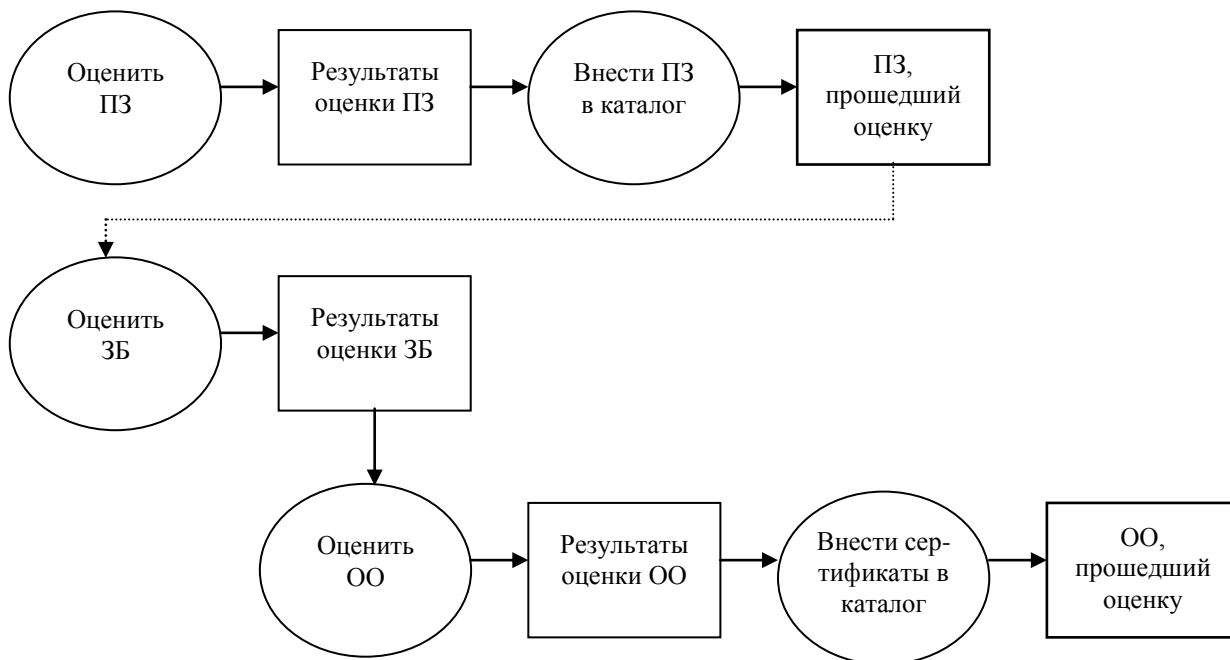 Оценить
ПЗ
Результаты
оценки ПЗ
Внести ПЗ
в каталог
ПЗ,
прошедший
оценку
Оценить
ЗБ
Результаты
оценки ЗБ
Оценить
ОО
Результаты
оценки ОО
Внести сер-
тификаты в
каталог
ОО,
прошедший
оценку